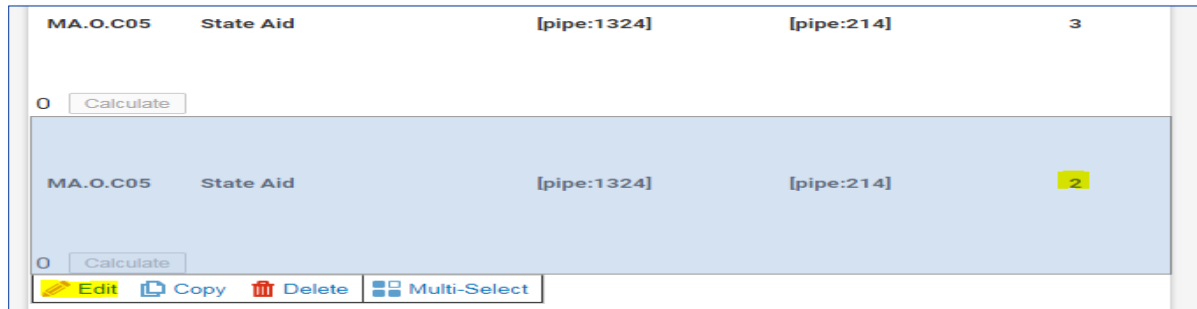 MA.O.C05 State Aid [pipe:1324] [pipe:214] 3
0 Calculate
MA.O.C05 State Aid [pipe:1324] [pipe:214] 2
0 Calculate
Edit Copy Delete Multi-Select